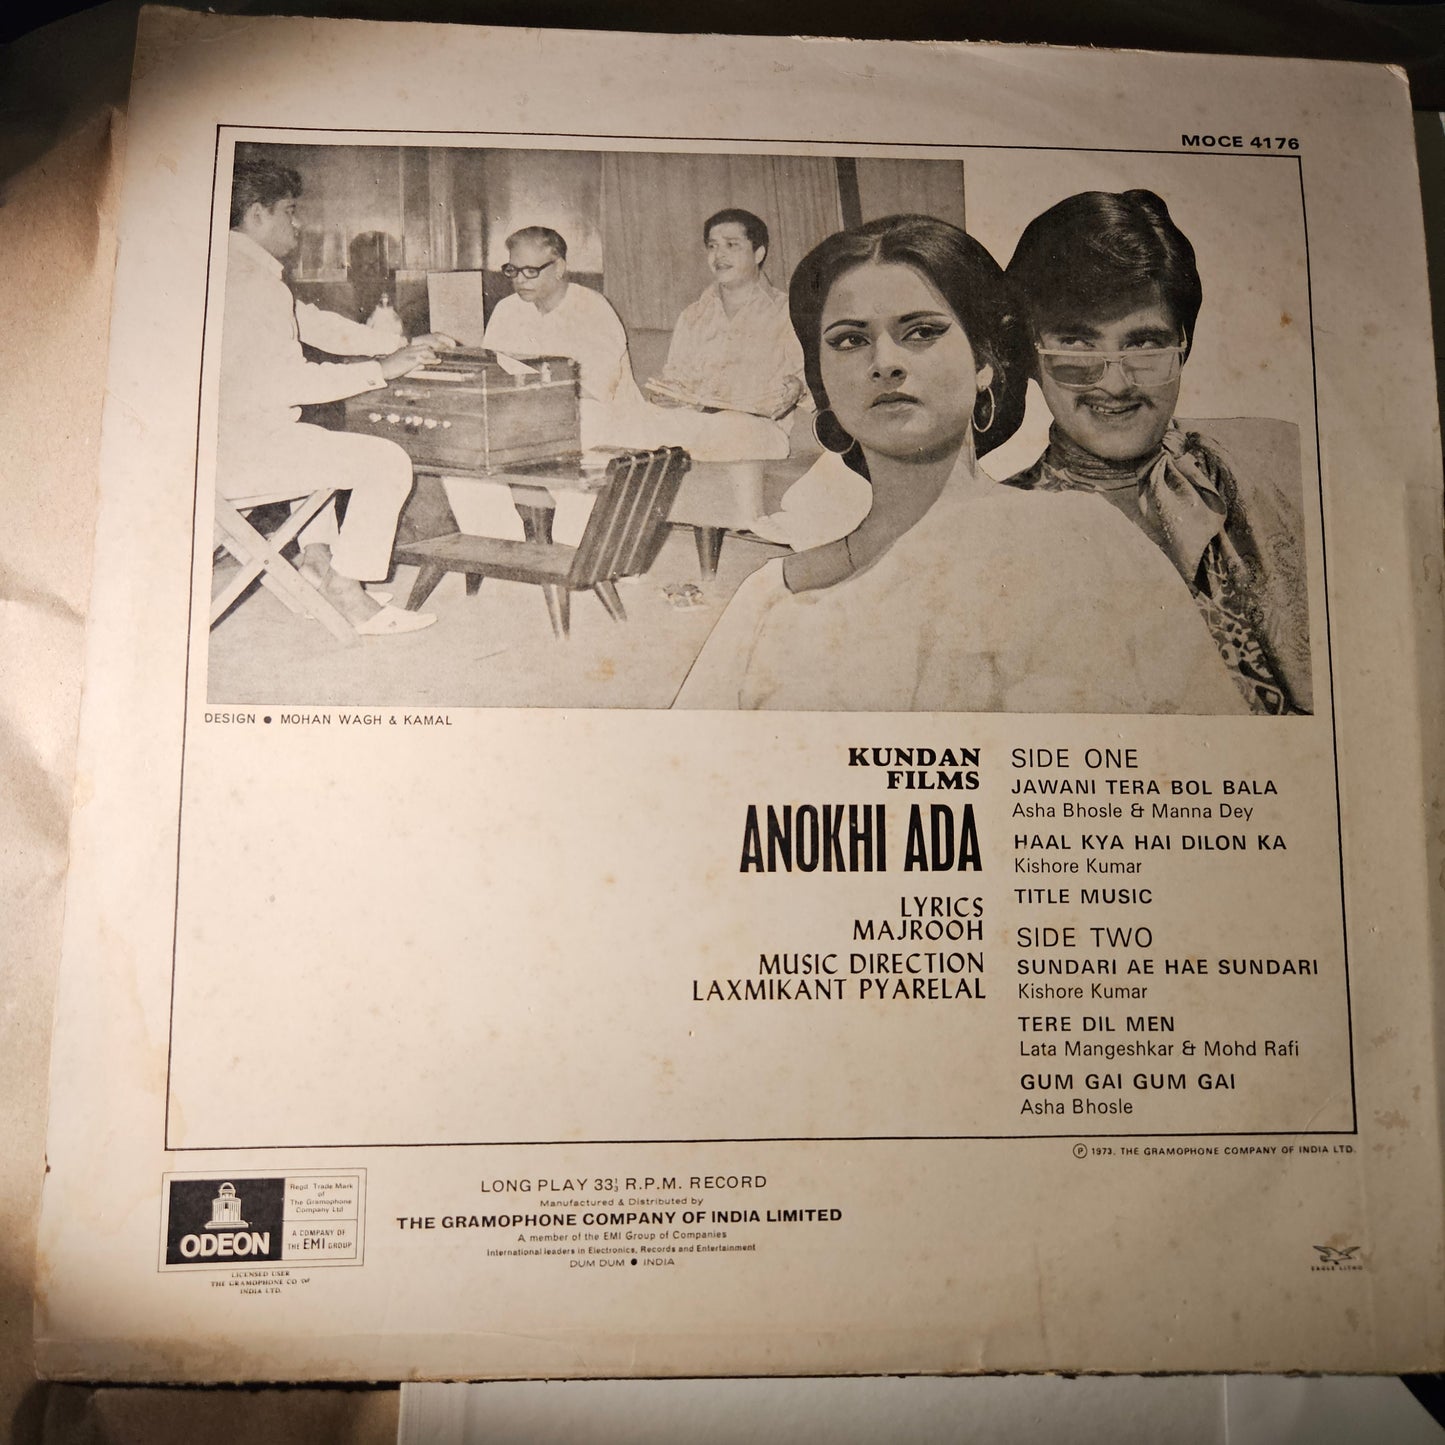 MOCE 4176
DESIGN ● MOHAN WAGH & KAMAL
KUNDAN
FILMS
ANOKHI ADA
LYRICS
MAJROOH
MUSIC DIRECTION
LAXMIKANT PYARELAL
SIDE ONE
JAWANI TERA BOL BALA
Asha Bhosle & Manna Dey
HAAL KYA HAI DILON KA
Kishore Kumar
TITLE MUSIC
SIDE TWO
SUNDARI AE HAE SUNDARI
Kishore Kumar
TERE DIL MEN
Lata Mangeshkar & Mohd Rafi
GUM GAI GUM GAI
Asha Bhosle
Ⓟ 1973. THE GRAMOPHONE COMPANY OF INDIA LTD.
ODEON
Regd. Trade Mark
of
The Gramophone
Company Ltd
A COMPANY OF
THE EMI GROUP
LICENSED USER
THE GRAMOPHONE CO OF
INDIA LTD.
LONG PLAY 33⅓ R.P.M. RECORD
Manufactured & Distributed by
THE GRAMOPHONE COMPANY OF INDIA LIMITED
A member of the EMI Group of Companies
International leaders in Electronics, Records and Entertainment
DUM DUM ● INDIA
EAGLE LITHO